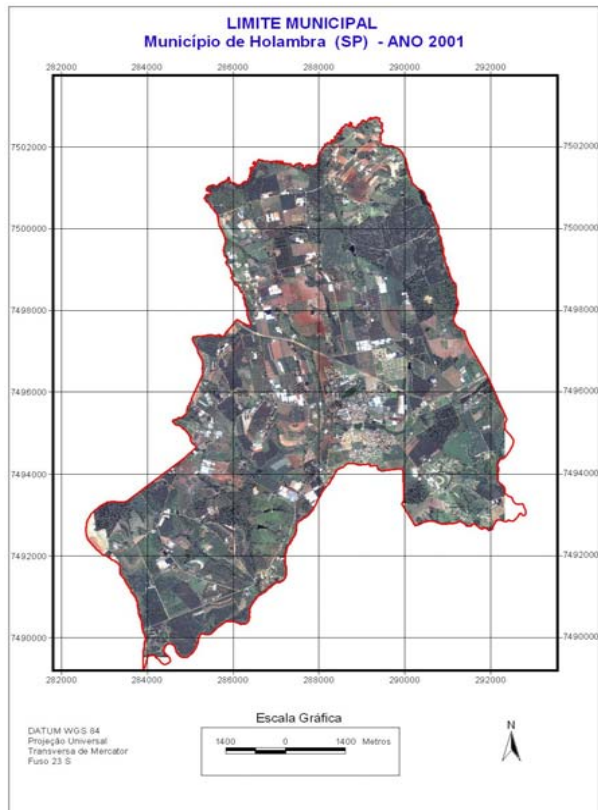 LIMITE MUNICIPAL
Município de Holambra (SP) - ANO 2001
282000 284000 286000 288000 290000 292000
7502000 7502000
7500000 7500000
7498000 7498000
7496000 7496000
7494000 7494000
7492000 7492000
7490000 7490000
282000 284000 286000 288000 290000 292000
Escala Gráfica
1400 0 1400 Metros
DATUM WGS 84
Projeção Universal
Transversa de Mercator
Fuso 23 S
N